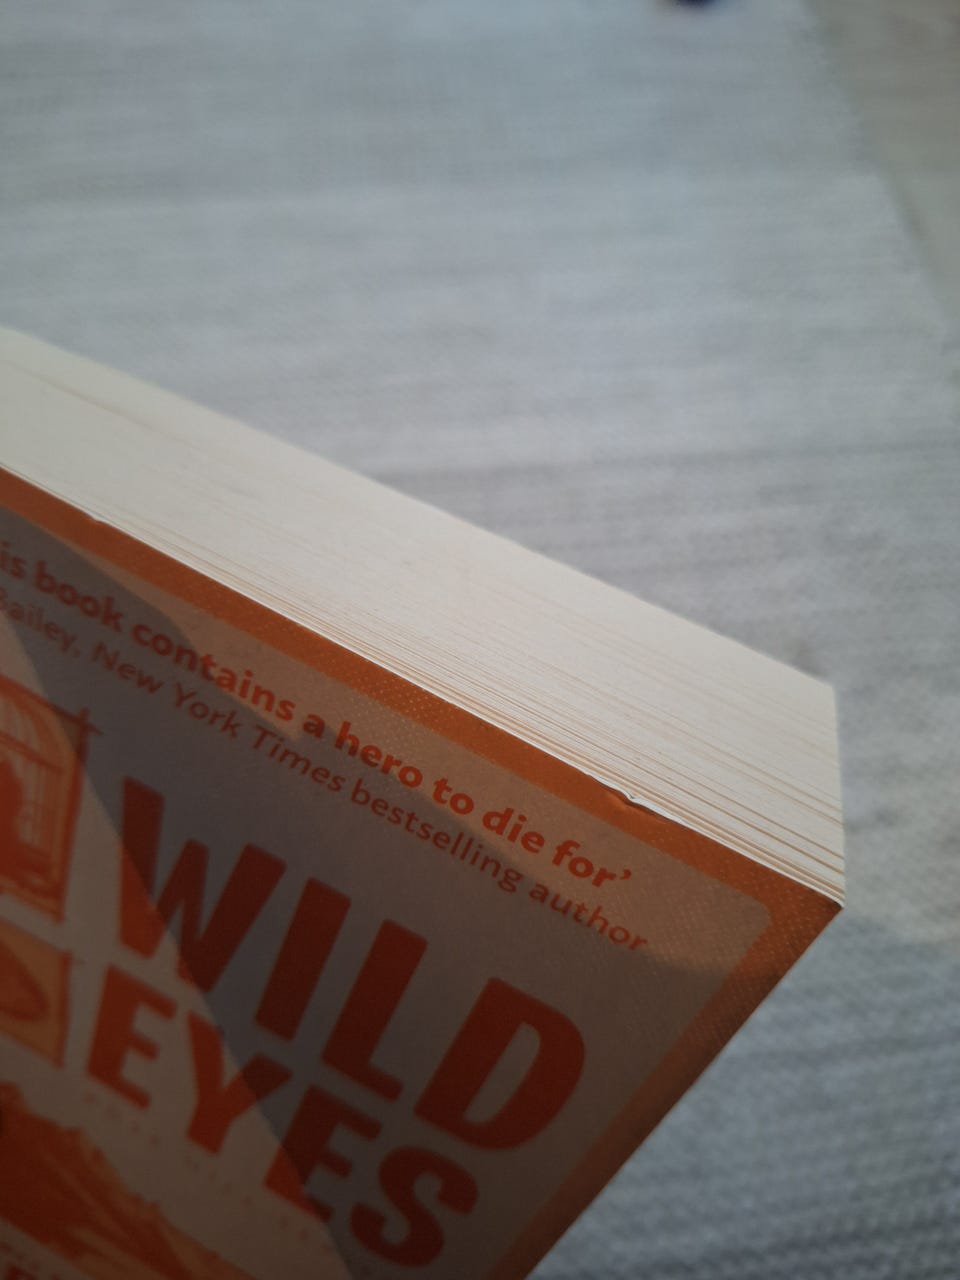 is book contains a hero to die for'
Bailey, New York Times bestselling author
WILD
EYES